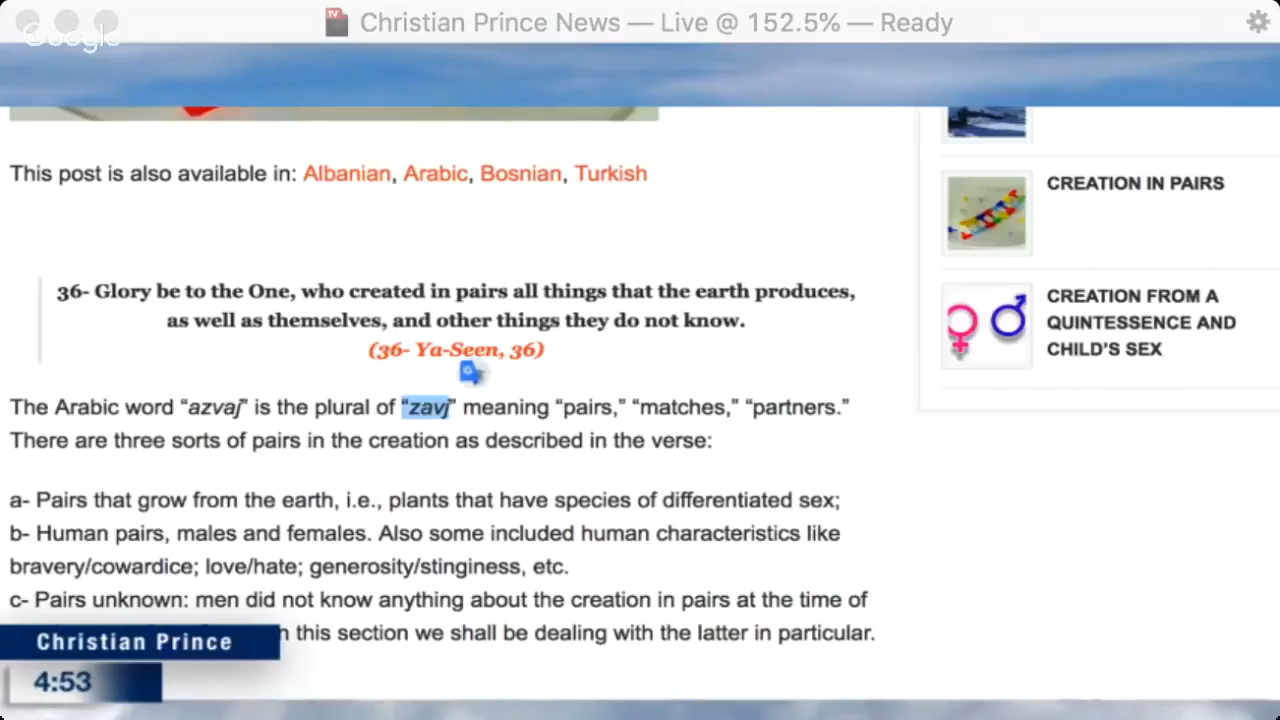 Christian Prince News — Live @ 152.5% — Ready
Google
This post is also available in: Albanian, Arabic, Bosnian, Turkish
36- Glory be to the One, who created in pairs all things that the earth produces,
as well as themselves, and other things they do not know.
(36- Ya-Seen, 36)
The Arabic word “azvaj” is the plural of “zavj” meaning “pairs,” “matches,” “partners.”
There are three sorts of pairs in the creation as described in the verse:
a- Pairs that grow from the earth, i.e., plants that have species of differentiated sex;
b- Human pairs, males and females. Also some included human characteristics like
bravery/cowardice; love/hate; generosity/stinginess, etc.
c- Pairs unknown: men did not know anything about the creation in pairs at the time of
this section we shall be dealing with the latter in particular.
CREATION IN PAIRS
CREATION FROM A
QUINTESSENCE AND
CHILD'S SEX
Christian Prince
4:53